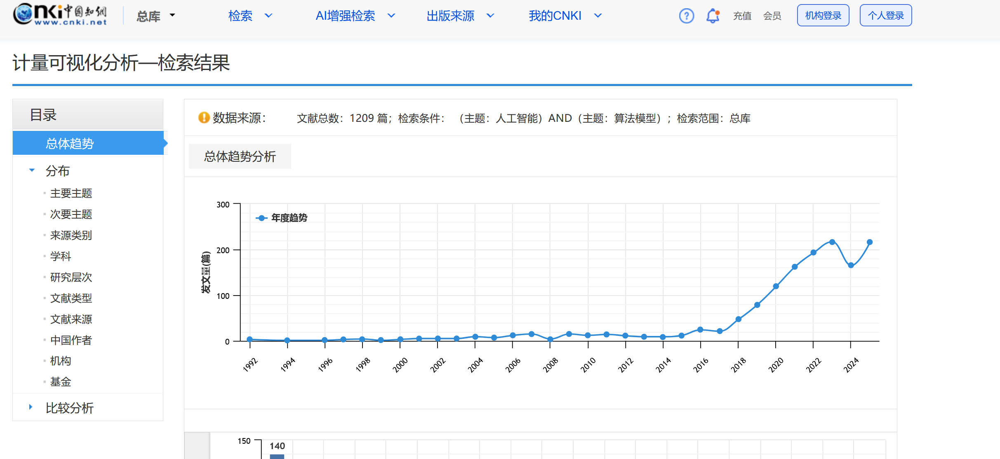 cnki中国知网
www.cnki.net
总库
检索
AI增强检索
出版来源
我的CNKI
充值
会员
机构登录
个人登录
计量可视化分析—检索结果
目录
总体趋势
分布
主要主题
次要主题
来源类别
学科
研究层次
文献类型
文献来源
中国作者
机构
基金
比较分析
数据来源： 文献总数：1209 篇；检索条件： （主题：人工智能）AND（主题：算法模型）；检索范围：总库
总体趋势分析
年度趋势
发文量(篇)
300
200
100
0
1992
1994
1996
1998
2000
2002
2004
2006
2008
2010
2012
2014
2016
2018
2020
2022
2024
150
140